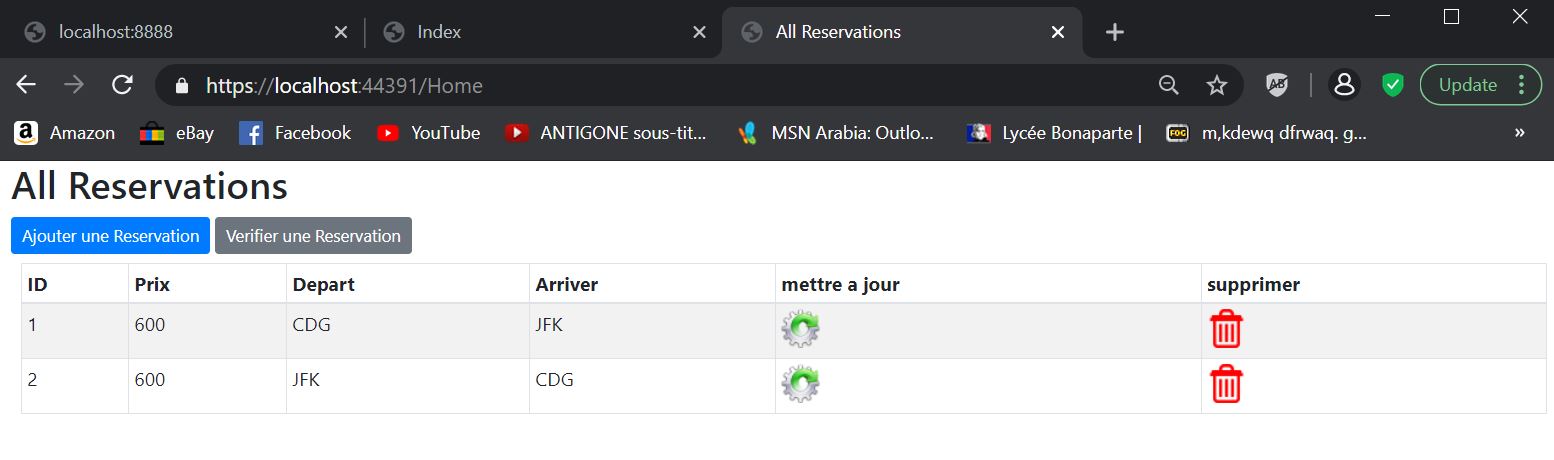 localhost:8888 Index All Reservations
https://localhost:44391/Home Update
a Amazon eBay Facebook YouTube ANTIGONE sous-tit... MSN Arabia: Outlo... Lycée Bonaparte | FOG m,kdewq dfrwaq. g... »
All Reservations
Ajouter une Reservation Verifier une Reservation
ID Prix Depart Arriver mettre a jour supprimer
1 600 CDG JFK
2 600 JFK CDG